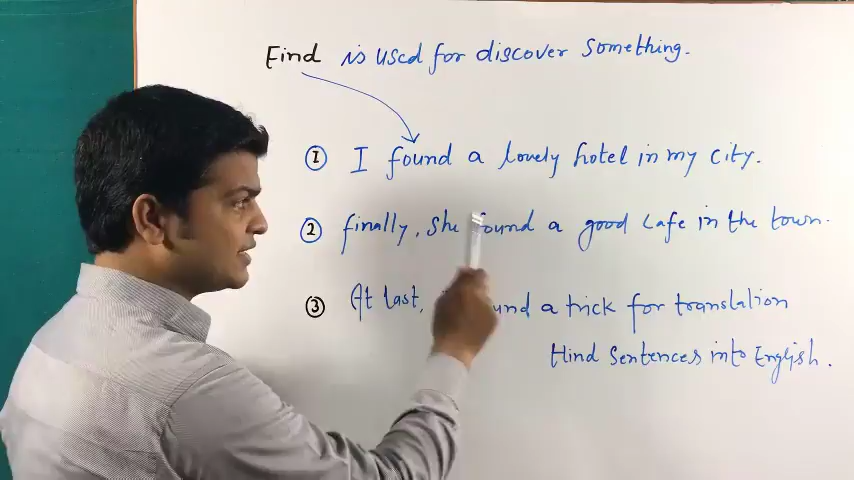 Find is used for discover something.
① I found a lovely hotel in my city.
② finally, she found a good cafe in the town.
③ At last, a trick for translation
Hind sentences into English.